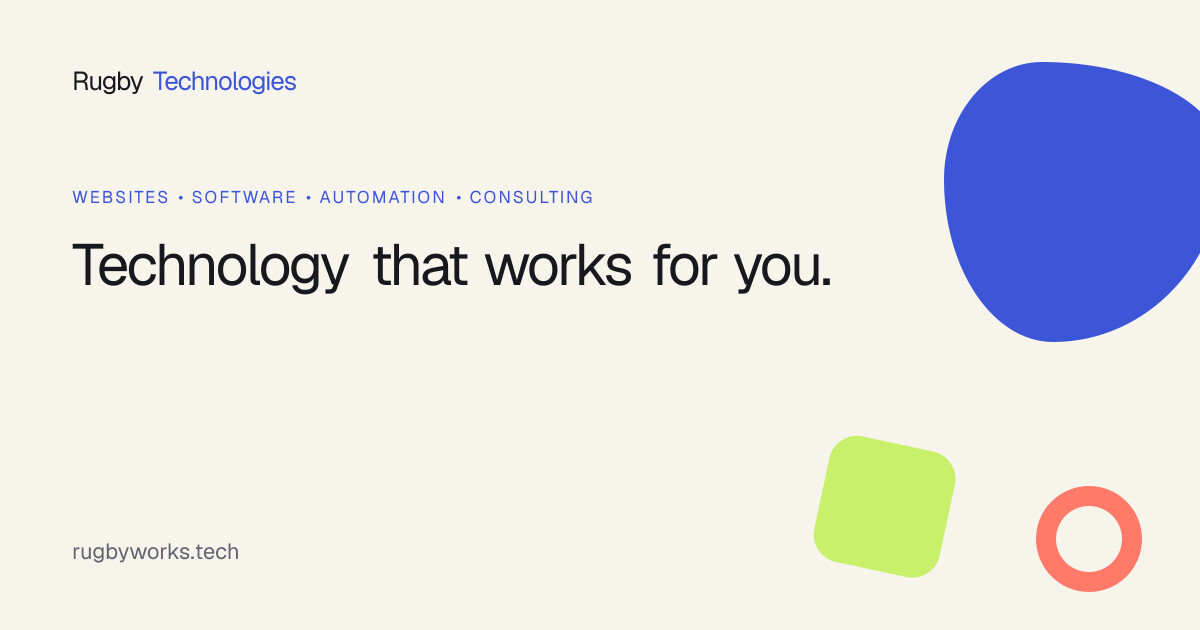 Rugby Technologies
WEBSITES • SOFTWARE • AUTOMATION • CONSULTING
Technology that works for you.
rugbyworks.tech